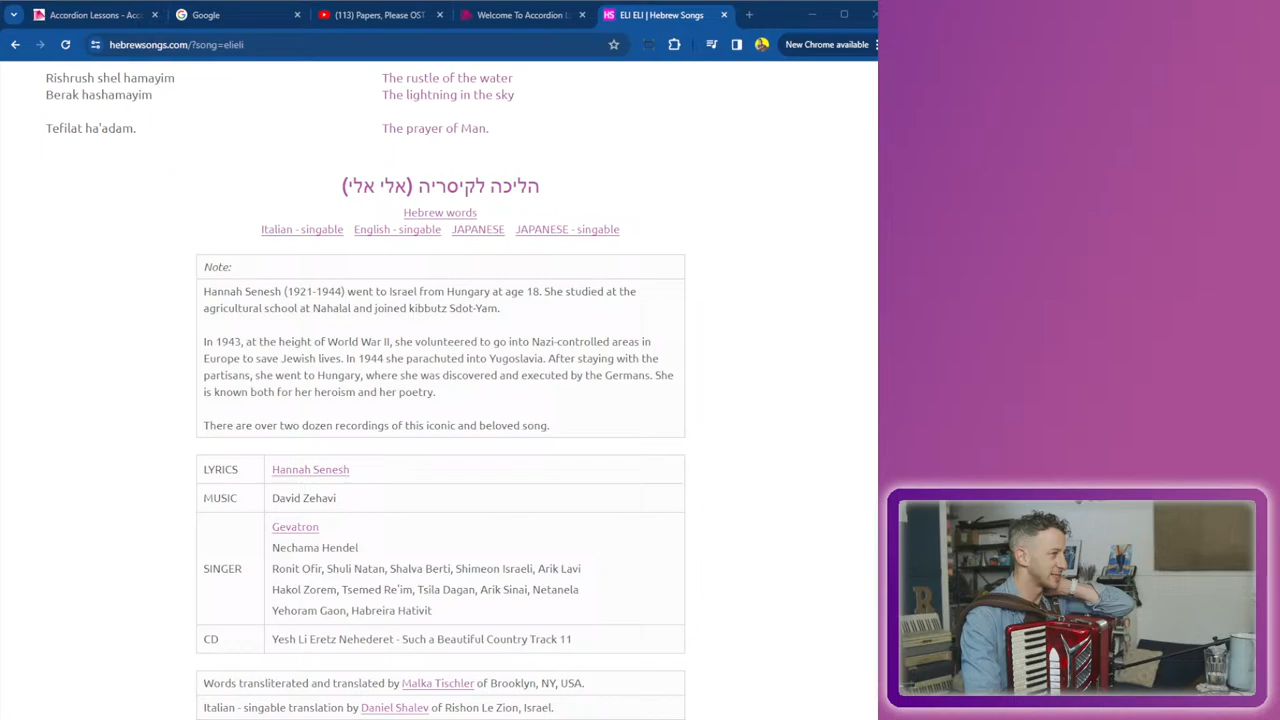 Accordion Lessons - Acc
Google
(113) Papers, Please OST
Welcome To Accordion L
ELI ELI | Hebrew Songs
hebrewsongs.com/?song=elieli
New Chrome available
Rishrush shel hamayim
The rustle of the water
Berak hashamayim
The lightning in the sky
Tefilat ha'adam.
The prayer of Man.
הליכה לקיסריה (אלי אלי)
Hebrew words
Italian - singable English - singable JAPANESE JAPANESE - singable
Note:
Hannah Senesh (1921-1944) went to Israel from Hungary at age 18. She studied at the
agricultural school at Nahalal and joined kibbutz Sdot-Yam.
In 1943, at the height of World War II, she volunteered to go into Nazi-controlled areas in
Europe to save Jewish lives. In 1944 she parachuted into Yugoslavia. After staying with the
partisans, she went to Hungary, where she was discovered and executed by the Germans. She
is known both for her heroism and her poetry.
There are over two dozen recordings of this iconic and beloved song.
LYRICS Hannah Senesh
MUSIC David Zehavi
SINGER
Gevatron
Nechama Hendel
Ronit Ofir, Shuli Natan, Shalva Berti, Shimeon Israeli, Arik Lavi
Hakol Zorem, Tsemed Re'im, Tsila Dagan, Arik Sinai, Netanela
Yehoram Gaon, Habreira Hativit
CD Yesh Li Eretz Nehederet - Such a Beautiful Country Track 11
Words transliterated and translated by Malka Tischler of Brooklyn, NY, USA.
Italian - singable translation by Daniel Shalev of Rishon Le Zion, Israel.